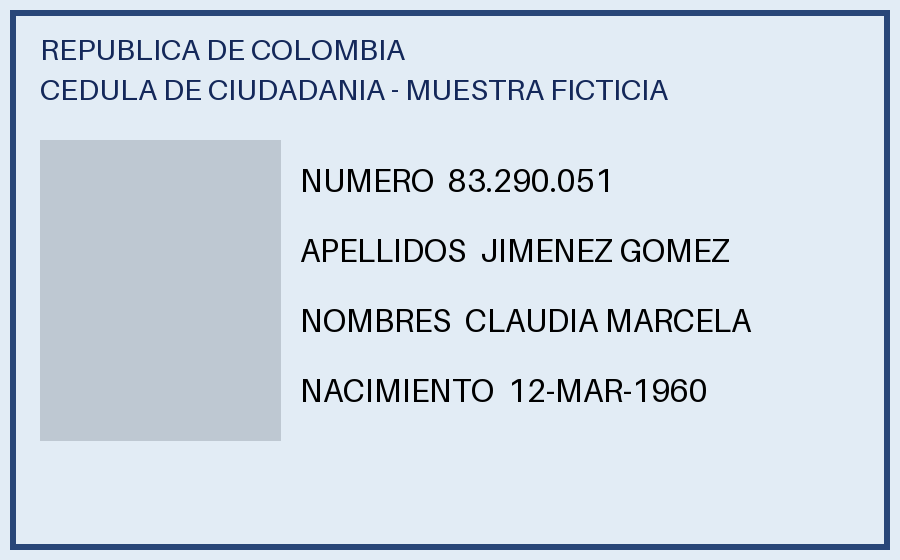 REPUBLICA DE COLOMBIA
CEDULA DE CIUDADANIA - MUESTRA FICTICIA
NUMERO 83.290.051
APELLIDOS JIMENEZ GOMEZ
NOMBRES CLAUDIA MARCELA
NACIMIENTO 12-MAR-1960